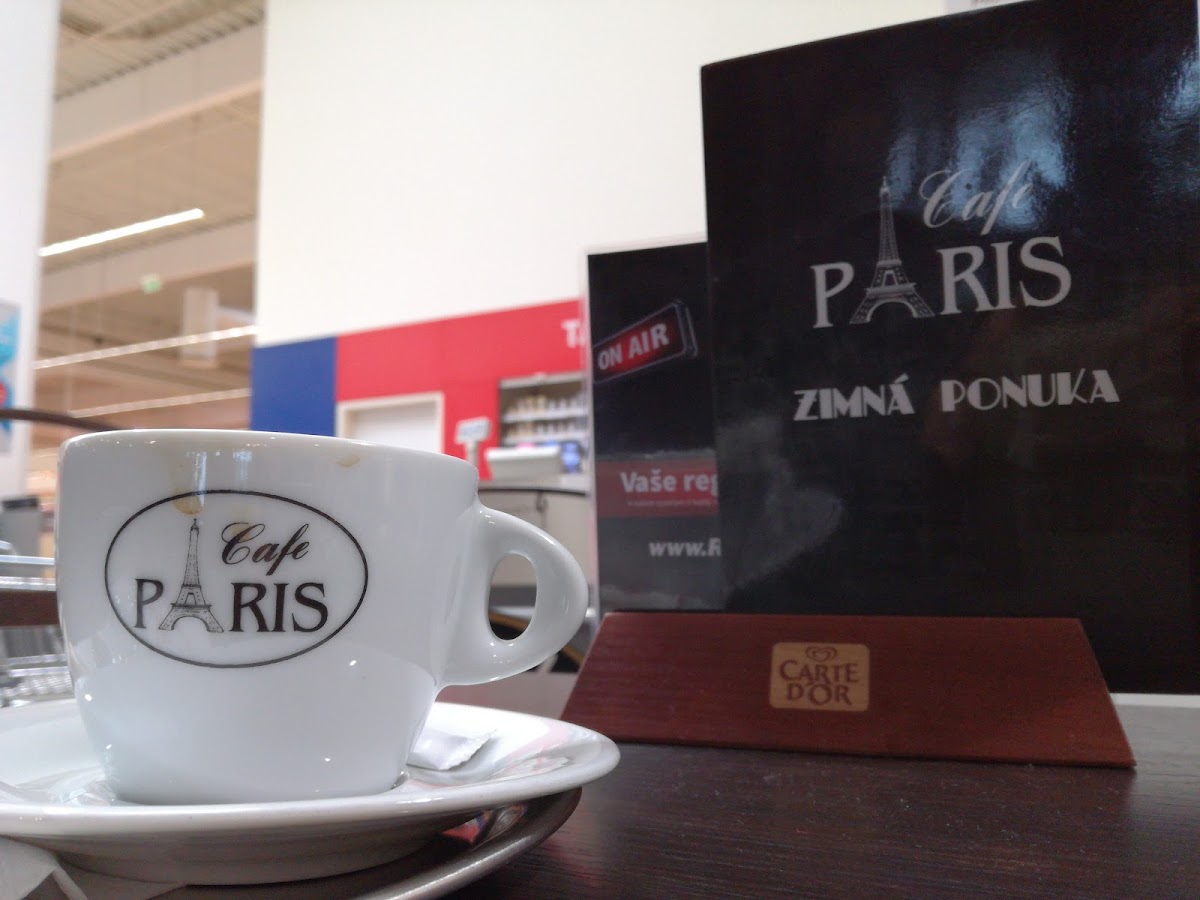 Cafe
PARIS
Cafe
PARIS
ZIMNÁ PONUKA
ON AIR
Vaše reg
www.R
CARTE
D'OR